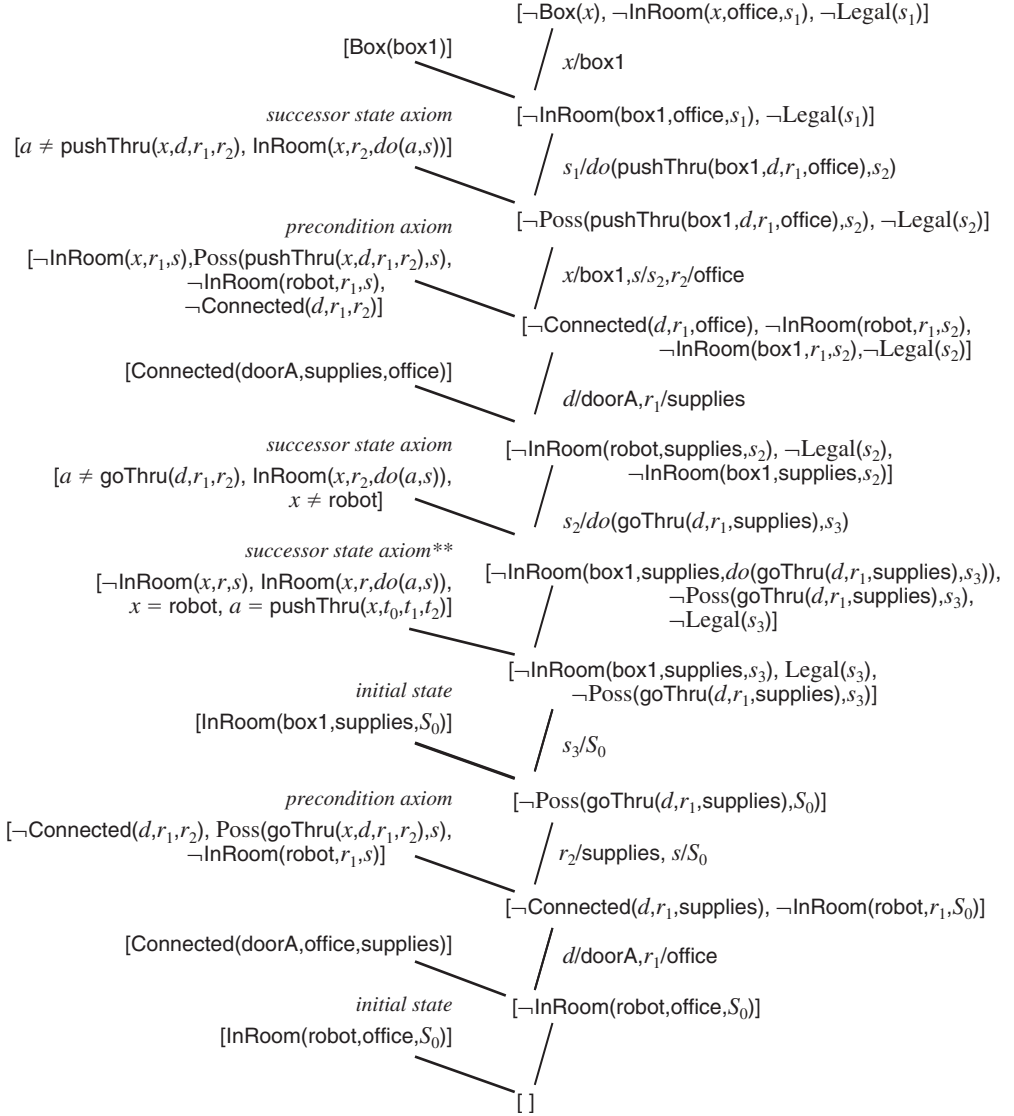 [¬Box(x), ¬InRoom(x,office,s₁), ¬Legal(s₁)]
[Box(box1)]
x/box1
successor state axiom
[¬InRoom(box1,office,s₁), ¬Legal(s₁)]
[a ≠ pushThru(x,d,r₁,r₂), InRoom(x,r₂,do(a,s))]
s₁/do(pushThru(box1,d,r₁,office),s₂)
[¬Poss(pushThru(box1,d,r₁,office),s₂), ¬Legal(s₂)]
precondition axiom
[¬InRoom(x,r₁,s),Poss(pushThru(x,d,r₁,r₂),s),
¬InRoom(robot,r₁,s),
¬Connected(d,r₁,r₂)]
x/box1,s/s₂,r₂/office
[¬Connected(d,r₁,office), ¬InRoom(robot,r₁,s₂),
¬InRoom(box1,r₁,s₂),¬Legal(s₂)]
[Connected(doorA,supplies,office)]
d/doorA,r₁/supplies
successor state axiom
[¬InRoom(robot,supplies,s₂), ¬Legal(s₂),
¬InRoom(box1,supplies,s₂)]
[a ≠ goThru(d,r₁,r₂), InRoom(x,r₂,do(a,s)),
x ≠ robot]
s₂/do(goThru(d,r₁,supplies),s₃)
successor state axiom**
[¬InRoom(x,r,s), InRoom(x,r,do(a,s)),
x = robot, a = pushThru(x,t₀,t₁,t₂)]
[¬InRoom(box1,supplies,do(goThru(d,r₁,supplies),s₃)),
¬Poss(goThru(d,r₁,supplies),s₃),
¬Legal(s₃)]
[¬InRoom(box1,supplies,s₃), Legal(s₃),
¬Poss(goThru(d,r₁,supplies),s₃)]
initial state
[InRoom(box1,supplies,S₀)]
s₃/S₀
precondition axiom
[¬Poss(goThru(d,r₁,supplies),S₀)]
[¬Connected(d,r₁,r₂), Poss(goThru(x,d,r₁,r₂),s),
¬InRoom(robot,r₁,s)]
r₂/supplies, s/S₀
[¬Connected(d,r₁,supplies), ¬InRoom(robot,r₁,S₀)]
[Connected(doorA,office,supplies)]
d/doorA,r₁/office
initial state
[¬InRoom(robot,office,S₀)]
[InRoom(robot,office,S₀)]
[ ]